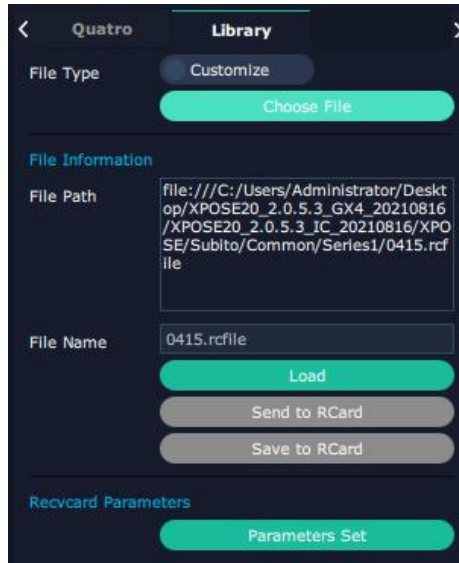 Quatro Library
File Type Customize
Choose File
File Information
File Path file:///C:/Users/Administrator/Deskt
op/XPOSE20_2.0.5.3_GX4_20210816
/XPOSE20_2.0.5.3_IC_20210816/XPO
SE/Subito/Common/Series1/0415.rcf
ile
File Name 0415.rcfile
Load
Send to RCard
Save to RCard
Recvcard Parameters
Parameters Set